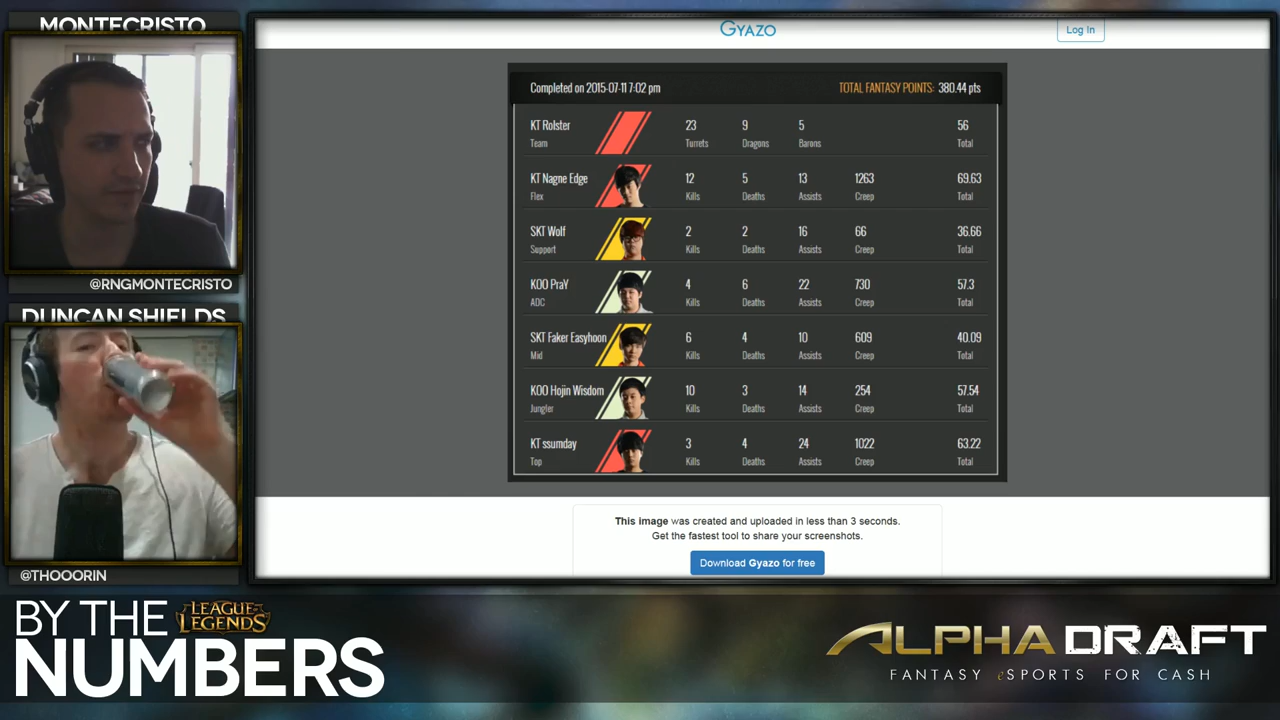 MONTECRISTO
@RNGMONTECRISTO
DUNCAN SHIELDS
@THOOORIN
GYAZO
Log In
Completed on 2015-07-11 7:02 pm TOTAL FANTASY POINTS: 380.44 pts
KT Rolster 23 9 5 56
Team Turrets Dragons Barons Total
KT Nagne Edge 12 5 13 1263 69.63
Flex Kills Deaths Assists Creep Total
SKT Wolf 2 2 16 66 36.66
Support Kills Deaths Assists Creep Total
KOO PraY 4 6 22 730 57.3
ADC Kills Deaths Assists Creep Total
SKT Faker Easyhoon 6 4 10 609 40.09
Mid Kills Deaths Assists Creep Total
KOO Hojin Wisdom 10 3 14 254 57.54
Jungler Kills Deaths Assists Creep Total
KT ssumday 3 4 24 1022 63.22
Top Kills Deaths Assists Creep Total
This image was created and uploaded in less than 3 seconds.
Get the fastest tool to share your screenshots.
Download Gyazo for free
BY THE LEAGUE of LEGENDS
NUMBERS
ALPHADRAFT
FANTASY eSPORTS FOR CASH